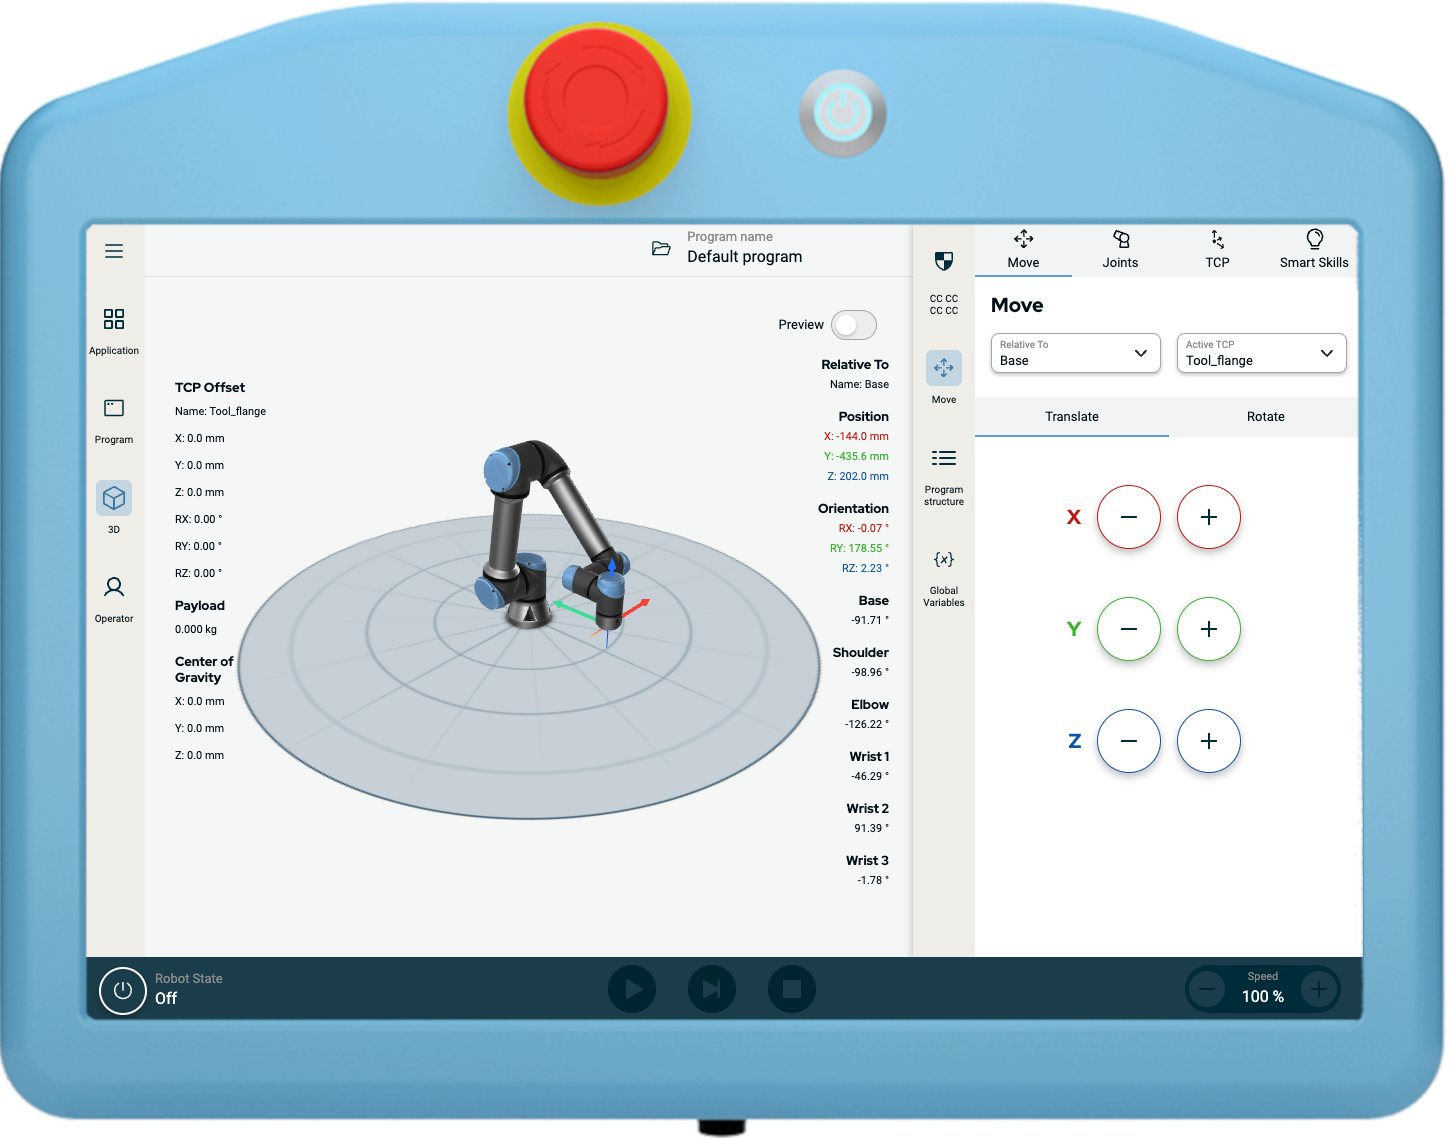 Program name
Default program
Application
Program
3D
Operator
Preview
TCP Offset
Name: Tool_flange
X: 0.0 mm
Y: 0.0 mm
Z: 0.0 mm
RX: 0.00 °
RY: 0.00 °
RZ: 0.00 °
Payload
0.000 kg
Center of
Gravity
X: 0.0 mm
Y: 0.0 mm
Z: 0.0 mm
Relative To
Name: Base
Position
X: -144.0 mm
Y: -435.6 mm
Z: 202.0 mm
Orientation
RX: -0.07 °
RY: 178.55 °
RZ: 2.23 °
Base
-91.71 °
Shoulder
-98.96 °
Elbow
-126.22 °
Wrist 1
-46.29 °
Wrist 2
91.39 °
Wrist 3
-1.78 °
CC CC
CC CC
Move
Program
structure
{x}
Global
Variables
Move
Joints
TCP
Smart Skills
Move
Relative To
Base
Active TCP
Tool_flange
Translate
Rotate
X
Y
Z
Robot State
Off
Speed
100 %